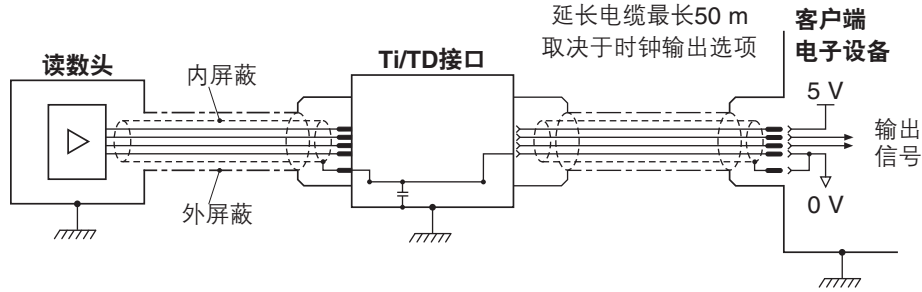 延长电缆最长50 m
取决于时钟输出选项
客户端
电子设备
读数头
Ti/TD接口
内屏蔽
5 V
输出
信号
外屏蔽
0 V